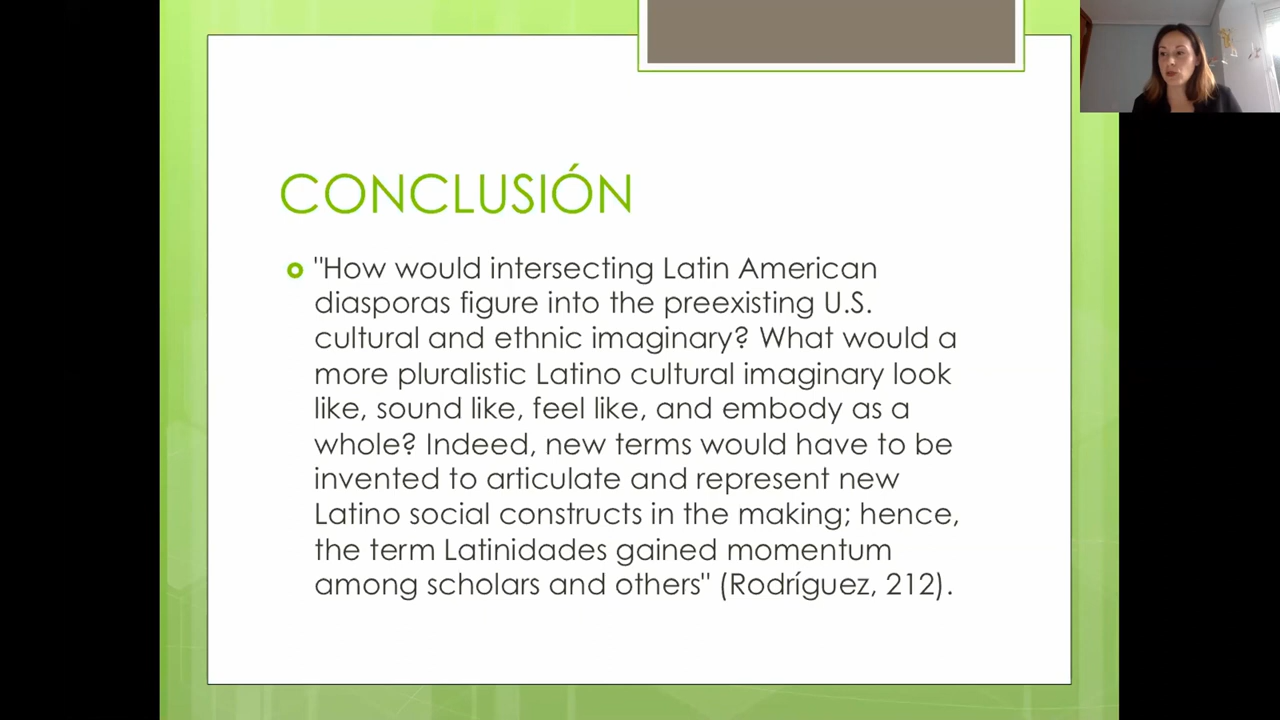 CONCLUSIÓN
"How would intersecting Latin American
diasporas figure into the preexisting U.S.
cultural and ethnic imaginary? What would a
more pluralistic Latino cultural imaginary look
like, sound like, feel like, and embody as a
whole? Indeed, new terms would have to be
invented to articulate and represent new
Latino social constructs in the making; hence,
the term Latinidades gained momentum
among scholars and others" (Rodríguez, 212).